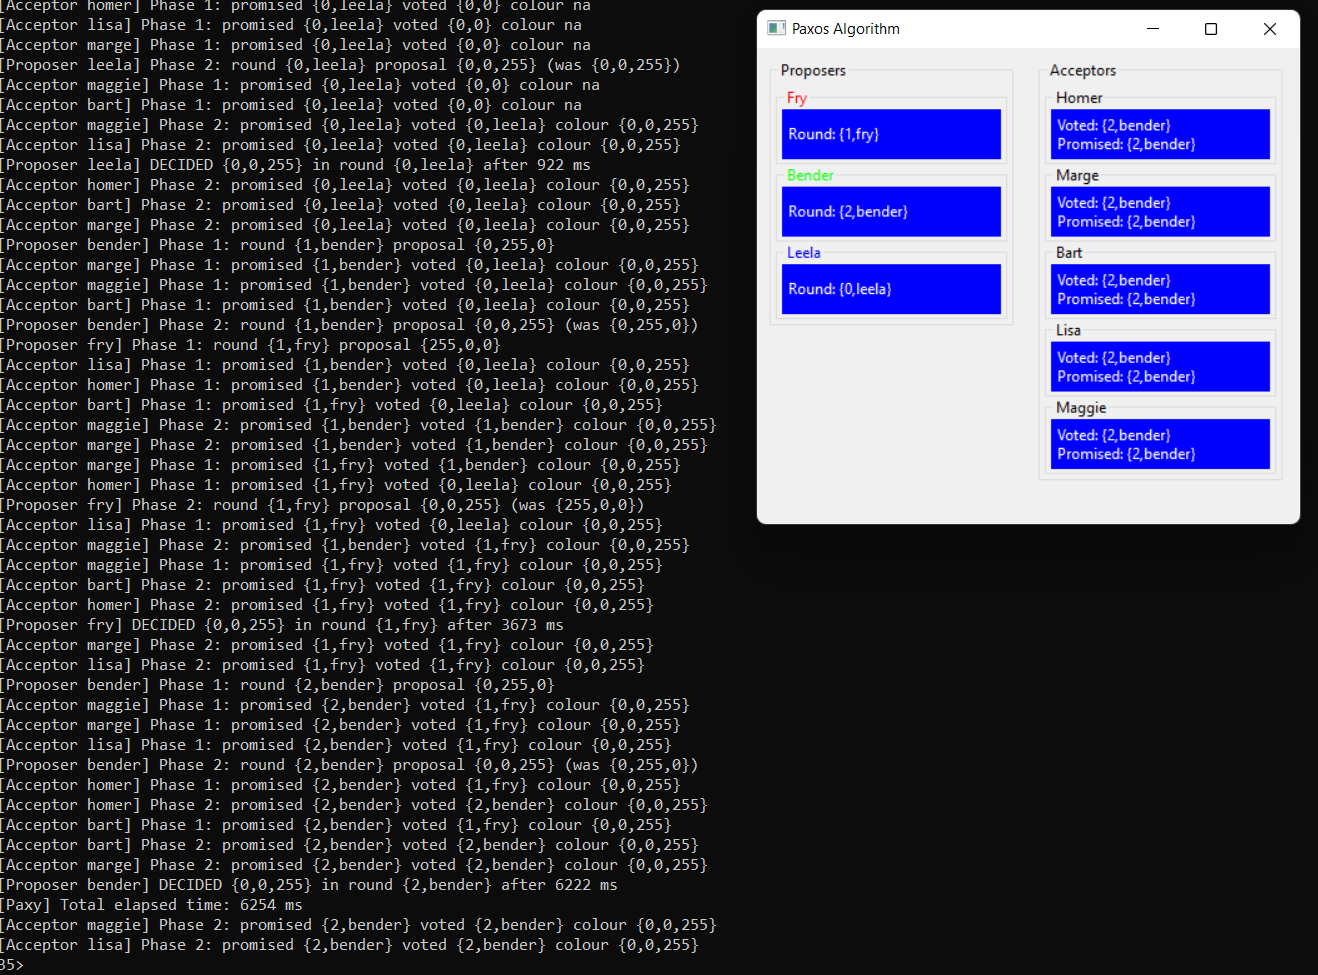 [Acceptor homer] Phase 1: promised {0,leela} voted {0,0} colour na
[Acceptor lisa] Phase 1: promised {0,leela} voted {0,0} colour na
[Acceptor marge] Phase 1: promised {0,leela} voted {0,0} colour na
[Proposer leela] Phase 2: round {0,leela} proposal {0,0,255} (was {0,0,255})
[Acceptor maggie] Phase 1: promised {0,leela} voted {0,0} colour na
[Acceptor bart] Phase 1: promised {0,leela} voted {0,0} colour na
[Acceptor maggie] Phase 2: promised {0,leela} voted {0,leela} colour {0,0,255}
[Acceptor lisa] Phase 2: promised {0,leela} voted {0,leela} colour {0,0,255}
[Proposer leela] DECIDED {0,0,255} in round {0,leela} after 922 ms
[Acceptor homer] Phase 2: promised {0,leela} voted {0,leela} colour {0,0,255}
[Acceptor bart] Phase 2: promised {0,leela} voted {0,leela} colour {0,0,255}
[Acceptor marge] Phase 2: promised {0,leela} voted {0,leela} colour {0,0,255}
[Proposer bender] Phase 1: round {1,bender} proposal {0,255,0}
[Acceptor marge] Phase 1: promised {1,bender} voted {0,leela} colour {0,0,255}
[Acceptor maggie] Phase 1: promised {1,bender} voted {0,leela} colour {0,0,255}
[Acceptor bart] Phase 1: promised {1,bender} voted {0,leela} colour {0,0,255}
[Proposer bender] Phase 2: round {1,bender} proposal {0,0,255} (was {0,255,0})
[Proposer fry] Phase 1: round {1,fry} proposal {255,0,0}
[Acceptor lisa] Phase 1: promised {1,bender} voted {0,leela} colour {0,0,255}
[Acceptor homer] Phase 1: promised {1,bender} voted {0,leela} colour {0,0,255}
[Acceptor bart] Phase 1: promised {1,fry} voted {0,leela} colour {0,0,255}
[Acceptor maggie] Phase 2: promised {1,bender} voted {1,bender} colour {0,0,255}
[Acceptor marge] Phase 2: promised {1,bender} voted {1,bender} colour {0,0,255}
[Acceptor marge] Phase 1: promised {1,fry} voted {1,bender} colour {0,0,255}
[Acceptor homer] Phase 1: promised {1,fry} voted {0,leela} colour {0,0,255}
[Proposer fry] Phase 2: round {1,fry} proposal {0,0,255} (was {255,0,0})
[Acceptor lisa] Phase 1: promised {1,fry} voted {0,leela} colour {0,0,255}
[Acceptor maggie] Phase 2: promised {1,bender} voted {1,fry} colour {0,0,255}
[Acceptor maggie] Phase 1: promised {1,fry} voted {1,fry} colour {0,0,255}
[Acceptor bart] Phase 2: promised {1,fry} voted {1,fry} colour {0,0,255}
[Acceptor homer] Phase 2: promised {1,fry} voted {1,fry} colour {0,0,255}
[Proposer fry] DECIDED {0,0,255} in round {1,fry} after 3673 ms
[Acceptor marge] Phase 2: promised {1,fry} voted {1,fry} colour {0,0,255}
[Acceptor lisa] Phase 2: promised {1,fry} voted {1,fry} colour {0,0,255}
[Proposer bender] Phase 1: round {2,bender} proposal {0,255,0}
[Acceptor maggie] Phase 1: promised {2,bender} voted {1,fry} colour {0,0,255}
[Acceptor marge] Phase 1: promised {2,bender} voted {1,fry} colour {0,0,255}
[Acceptor lisa] Phase 1: promised {2,bender} voted {1,fry} colour {0,0,255}
[Proposer bender] Phase 2: round {2,bender} proposal {0,0,255} (was {0,255,0})
[Acceptor homer] Phase 1: promised {2,bender} voted {1,fry} colour {0,0,255}
[Acceptor homer] Phase 2: promised {2,bender} voted {2,bender} colour {0,0,255}
[Acceptor bart] Phase 1: promised {2,bender} voted {1,fry} colour {0,0,255}
[Acceptor bart] Phase 2: promised {2,bender} voted {2,bender} colour {0,0,255}
[Acceptor marge] Phase 2: promised {2,bender} voted {2,bender} colour {0,0,255}
[Proposer bender] DECIDED {0,0,255} in round {2,bender} after 6222 ms
[Paxy] Total elapsed time: 6254 ms
[Acceptor maggie] Phase 2: promised {2,bender} voted {2,bender} colour {0,0,255}
[Acceptor lisa] Phase 2: promised {2,bender} voted {2,bender} colour {0,0,255}
35>
Paxos Algorithm
Proposers
Fry
Round: {1,fry}
Bender
Round: {2,bender}
Leela
Round: {0,leela}
Acceptors
Homer
Voted: {2,bender}
Promised: {2,bender}
Marge
Voted: {2,bender}
Promised: {2,bender}
Bart
Voted: {2,bender}
Promised: {2,bender}
Lisa
Voted: {2,bender}
Promised: {2,bender}
Maggie
Voted: {2,bender}
Promised: {2,bender}